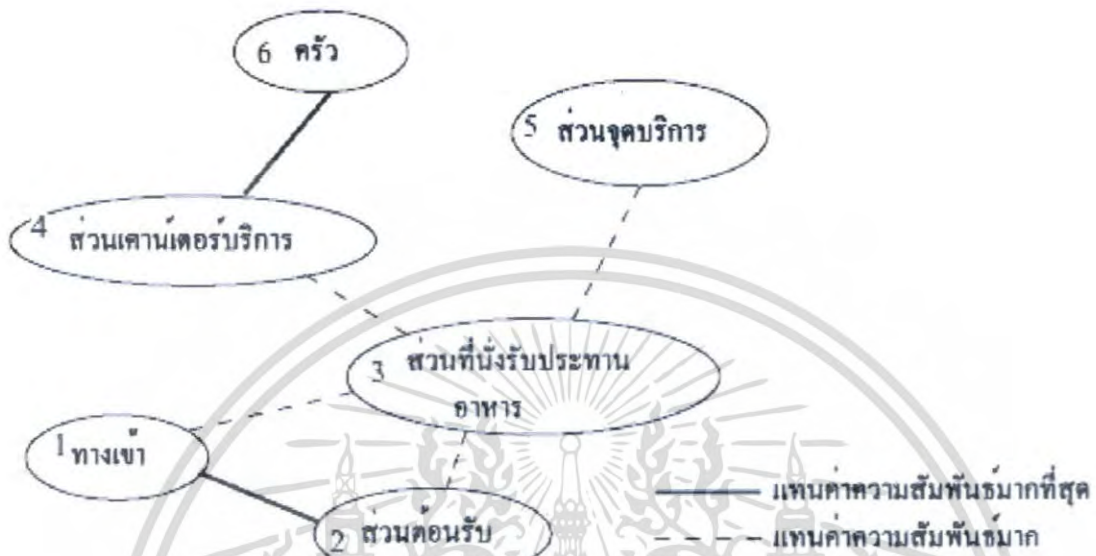 6 ครัว
5 ส่วนจุดบริการ
4 ส่วนเคาน์เตอร์บริการ
3 ส่วนที่นั่งรับประทาน
อาหาร
1 ทางเข้า
2 ส่วนต้อนรับ
แทนค่าความสัมพันธ์มากที่สุด
แทนค่าความสัมพันธ์มาก